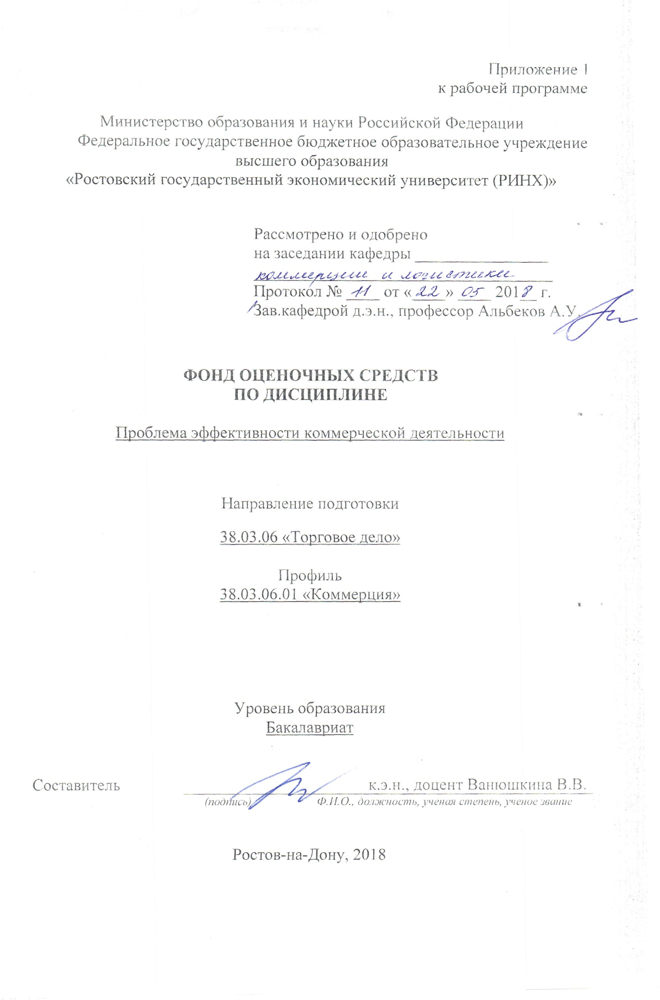 Приложение 1
к рабочей программе
Министерство образования и науки Российской Федерации
Федеральное государственное бюджетное образовательное учреждение
высшего образования
«Ростовский государственный экономический университет (РИНХ)»
Рассмотрено и одобрено
на заседании кафедры
коммерции и логистики
Протокол № 11 от «22» 05 2018 г.
Зав.кафедрой д.э.н., профессор Альбеков А.У.
ФОНД ОЦЕНОЧНЫХ СРЕДСТВ
ПО ДИСЦИПЛИНЕ
Проблема эффективности коммерческой деятельности
Направление подготовки
38.03.06 «Торговое дело»
Профиль
38.03.06.01 «Коммерция»
Уровень образования
Бакалавриат
Составитель к.э.н., доцент Ванюшкина В.В.
(подпись) Ф.И.О., должность, ученая степень, ученое звание
Ростов-на-Дону, 2018